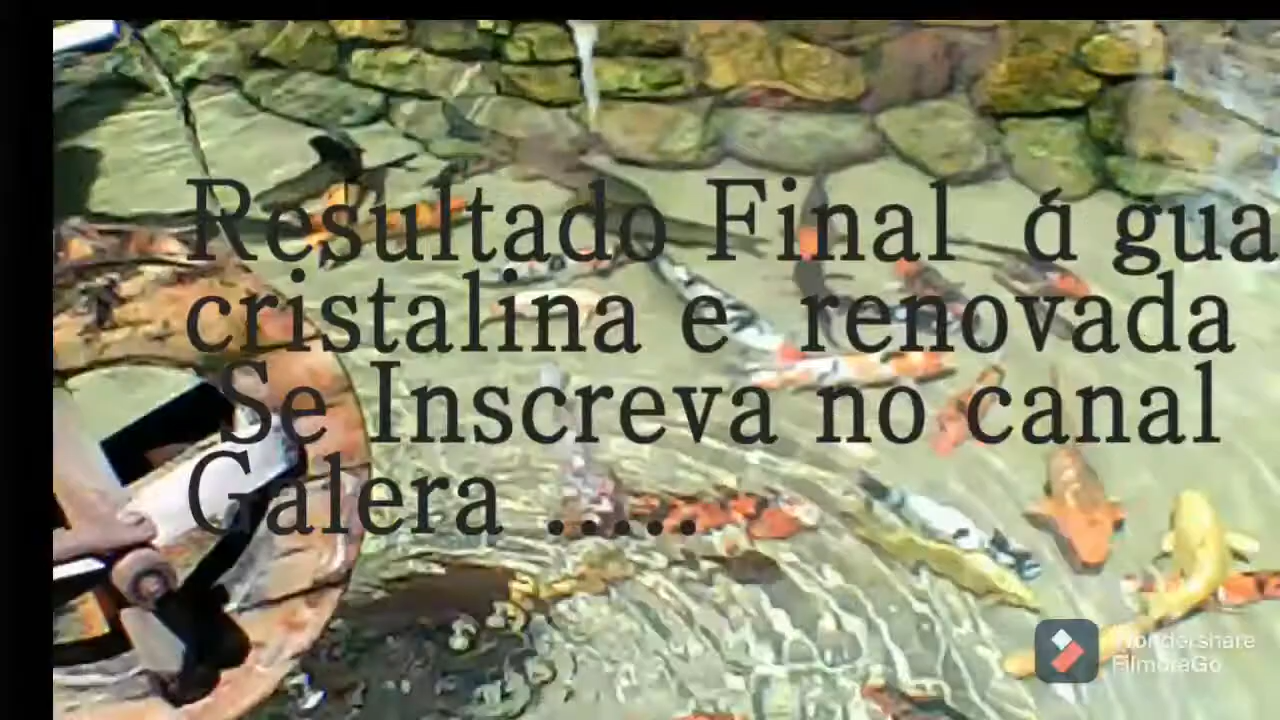 Resultado Final á gua
cristalina e renovada
Se Inscreva no canal
Galera .....
Wondershare
FilmoraGo